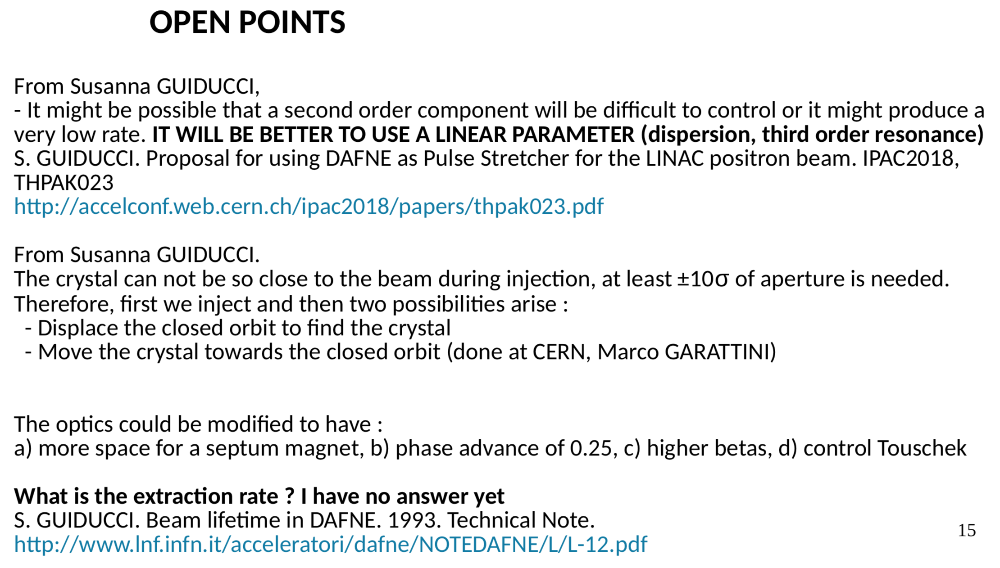 OPEN POINTS
From Susanna GUIDUCCI,
- It might be possible that a second order component will be difficult to control or it might produce a
very low rate. IT WILL BE BETTER TO USE A LINEAR PARAMETER (dispersion, third order resonance)
S. GUIDUCCI. Proposal for using DAFNE as Pulse Stretcher for the LINAC positron beam. IPAC2018,
THPAK023
http://accelconf.web.cern.ch/ipac2018/papers/thpak023.pdf
From Susanna GUIDUCCI.
The crystal can not be so close to the beam during injection, at least ±10σ of aperture is needed.
Therefore, first we inject and then two possibilities arise :
- Displace the closed orbit to find the crystal
- Move the crystal towards the closed orbit (done at CERN, Marco GARATTINI)
The optics could be modified to have :
a) more space for a septum magnet, b) phase advance of 0.25, c) higher betas, d) control Touschek
What is the extraction rate ? I have no answer yet
S. GUIDUCCI. Beam lifetime in DAFNE. 1993. Technical Note.
15
http://www.lnf.infn.it/acceleratori/dafne/NOTEDAFNE/L/L-12.pdf